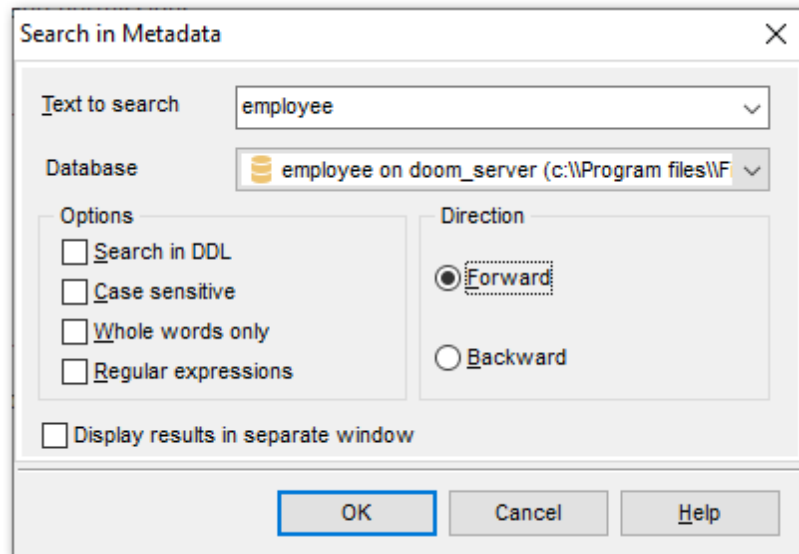 Search in Metadata
Text to search
employee
Database
employee on doom_server (c:\\Program files\\Fi
Options
Direction
Search in DDL
Case sensitive
Forward
Whole words only
Regular expressions
Backward
Display results in separate window
OK
Cancel
Help